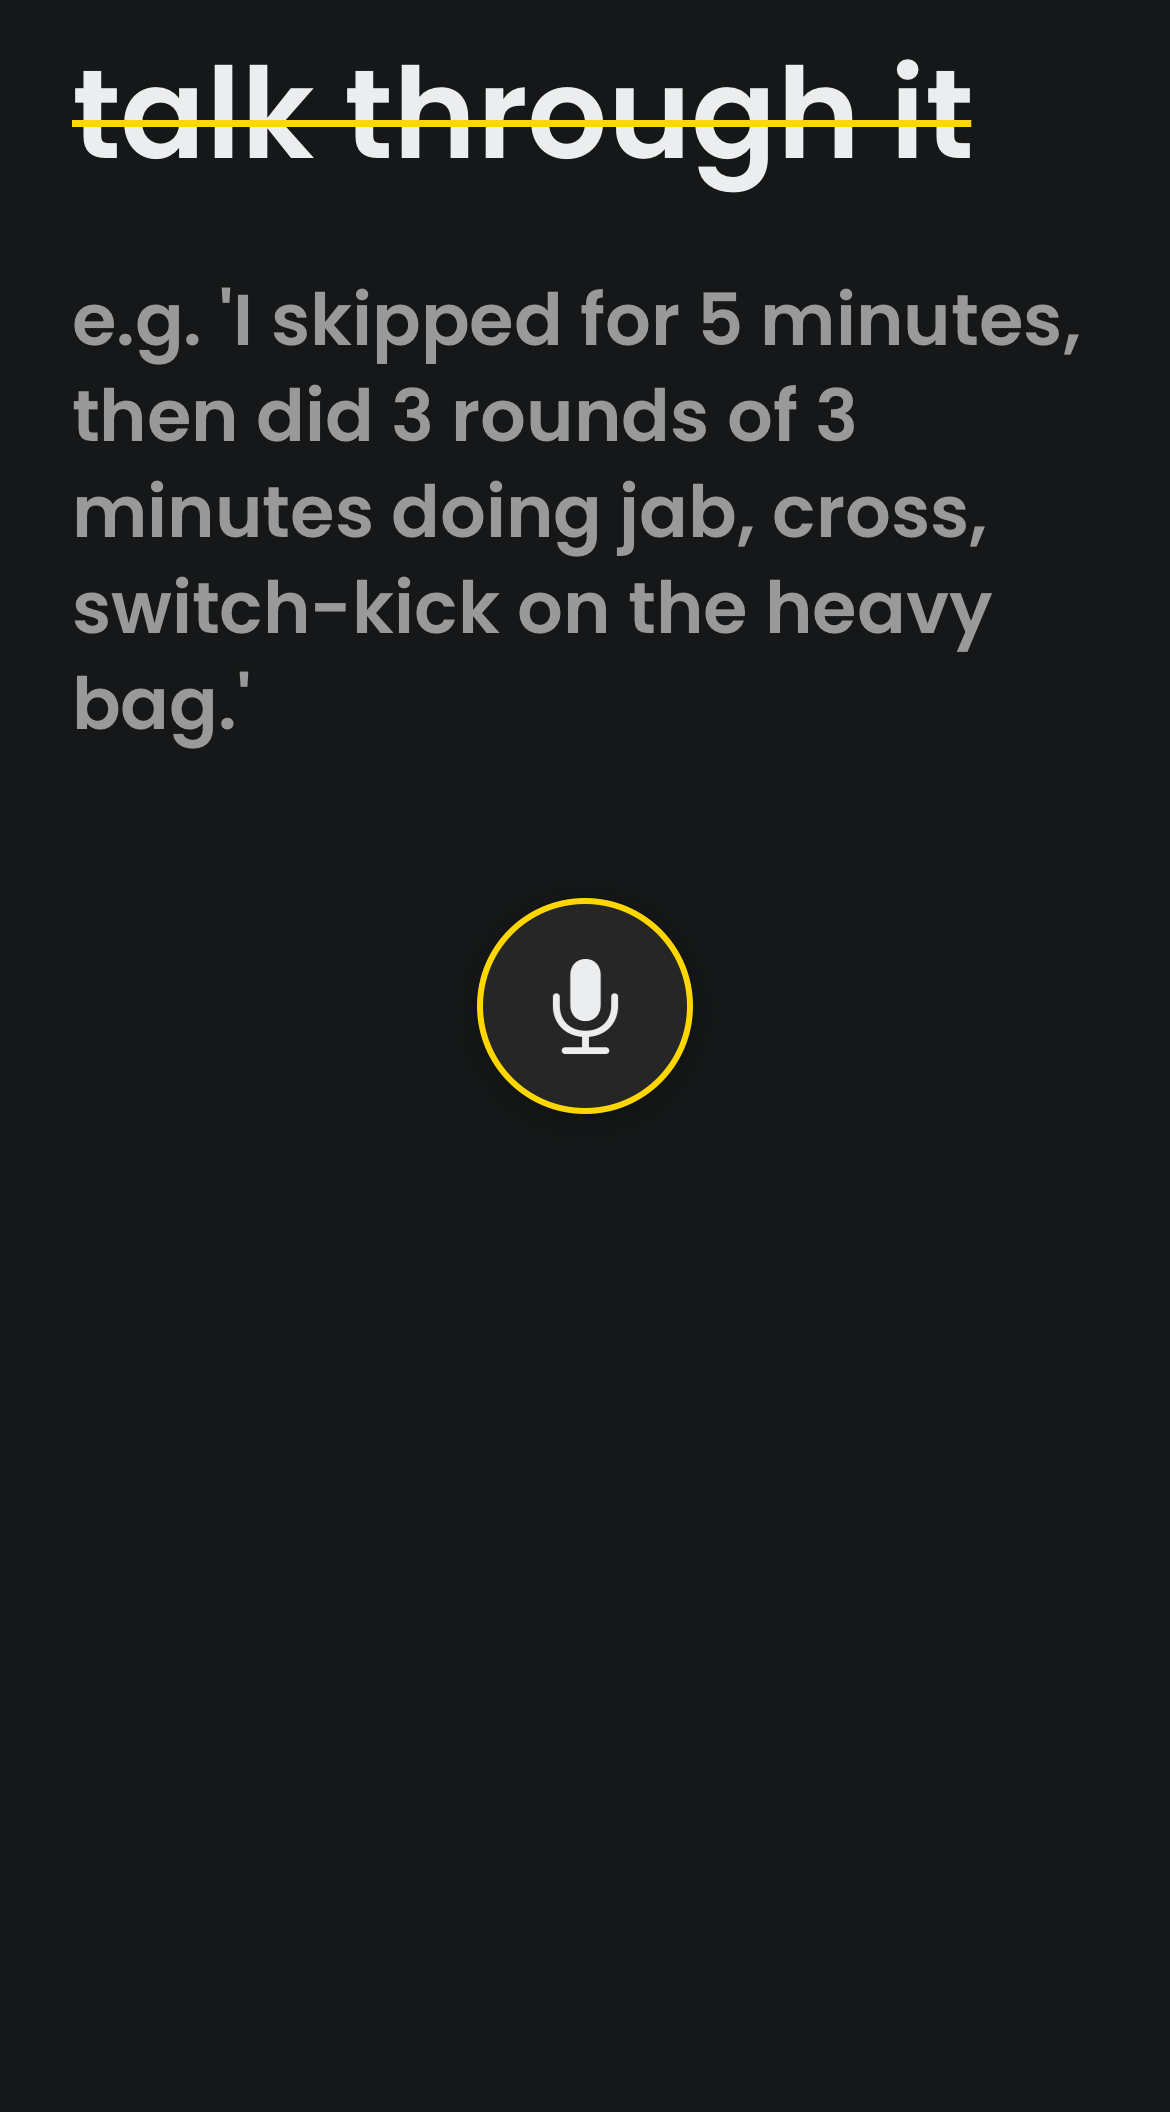 talk through it
e.g. 'I skipped for 5 minutes,
then did 3 rounds of 3
minutes doing jab, cross,
switch-kick on the heavy
bag.'